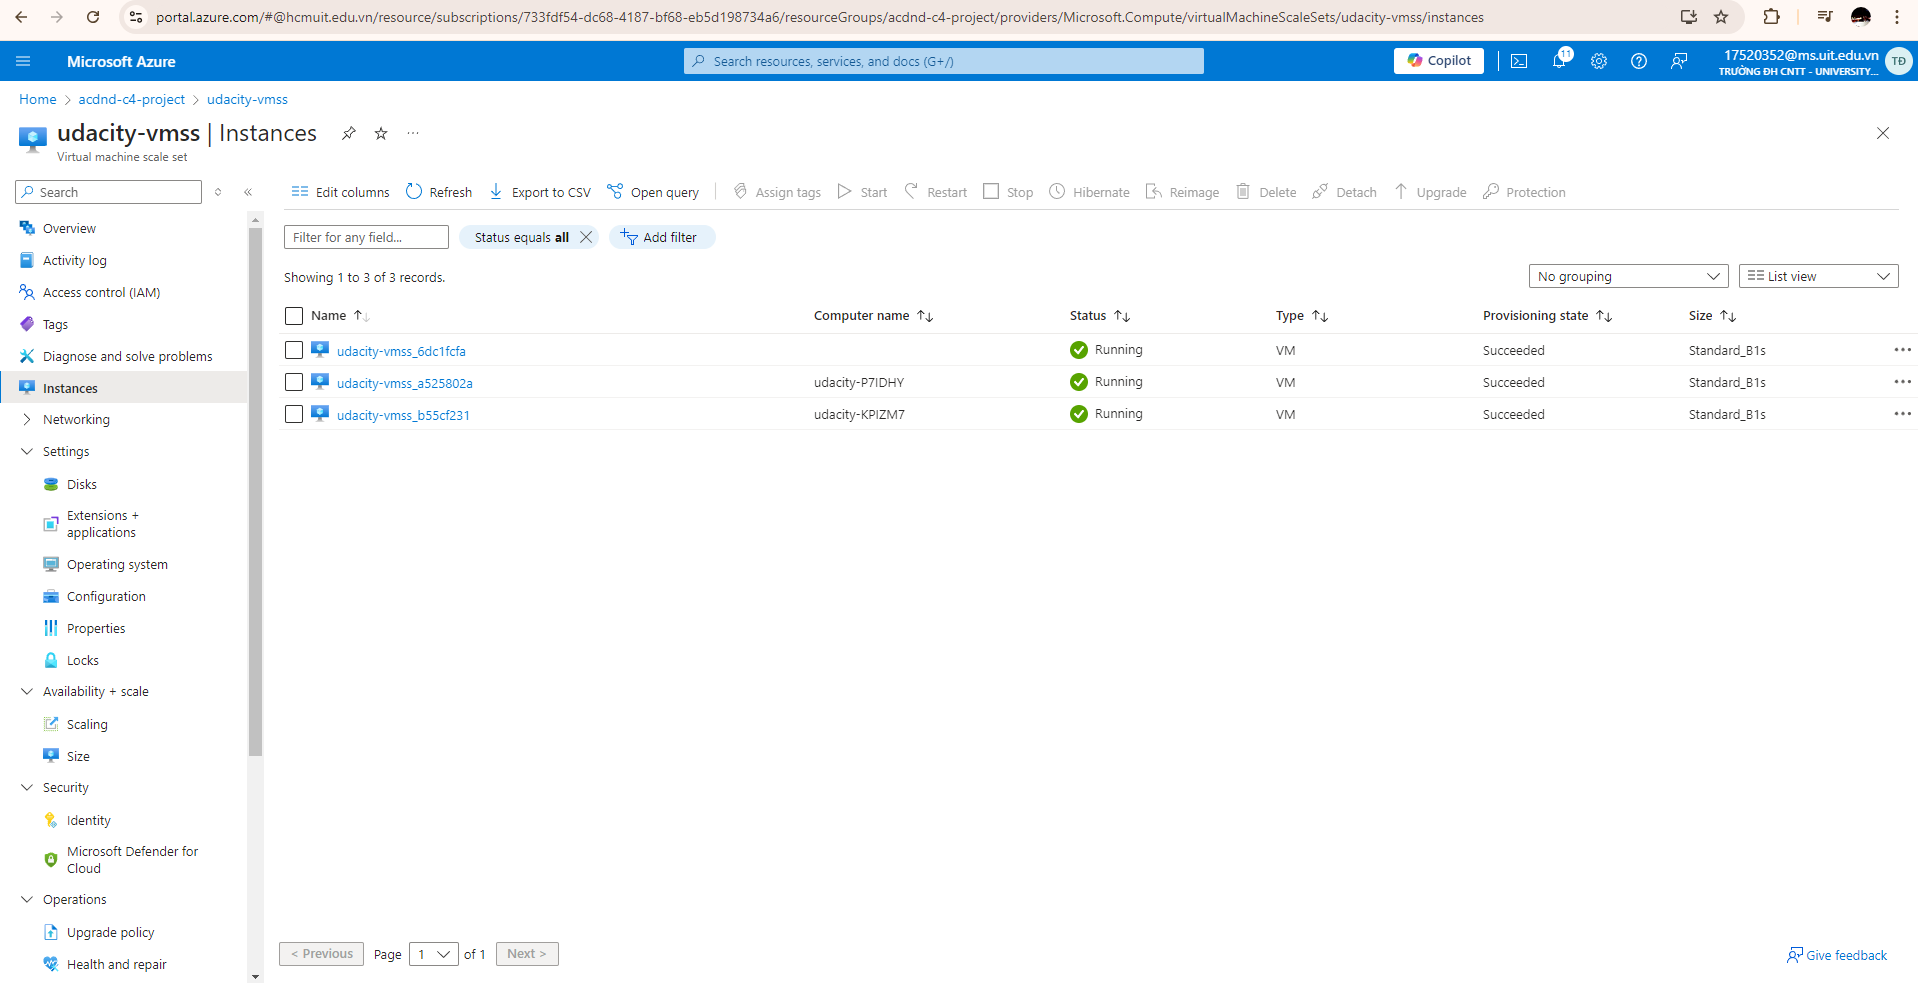 portal.azure.com/#@hcmuit.edu.vn/resource/subscriptions/733fdf54-dc68-4187-bf68-eb5d198734a6/resourceGroups/acdnd-c4-project/providers/Microsoft.Compute/virtualMachineScaleSets/udacity-vmss/instances
Microsoft Azure
Search resources, services, and docs (G+/)
Copilot
11
17520352@ms.uit.edu.vn
TRƯỜNG ĐH CNTT - UNIVERSITY...
TĐ
Home > acdnd-c4-project > udacity-vmss
udacity-vmss | Instances
Virtual machine scale set
Search
Edit columns Refresh Export to CSV Open query Assign tags Start Restart Stop Hibernate Reimage Delete Detach Upgrade Protection
Overview
Activity log
Access control (IAM)
Tags
Diagnose and solve problems
Instances
Networking
Settings
Disks
Extensions +
applications
Operating system
Configuration
Properties
Locks
Availability + scale
Scaling
Size
Security
Identity
Microsoft Defender for
Cloud
Operations
Upgrade policy
Health and repair
Filter for any field...
Status equals all
Add filter
Showing 1 to 3 of 3 records.
No grouping
List view
Name Computer name Status Type Provisioning state Size
udacity-vmss_6dc1fcfa Running VM Succeeded Standard_B1s
udacity-vmss_a525802a udacity-P7IDHY Running VM Succeeded Standard_B1s
udacity-vmss_b55cf231 udacity-KPIZM7 Running VM Succeeded Standard_B1s
< Previous Page 1 of 1 Next >
Give feedback